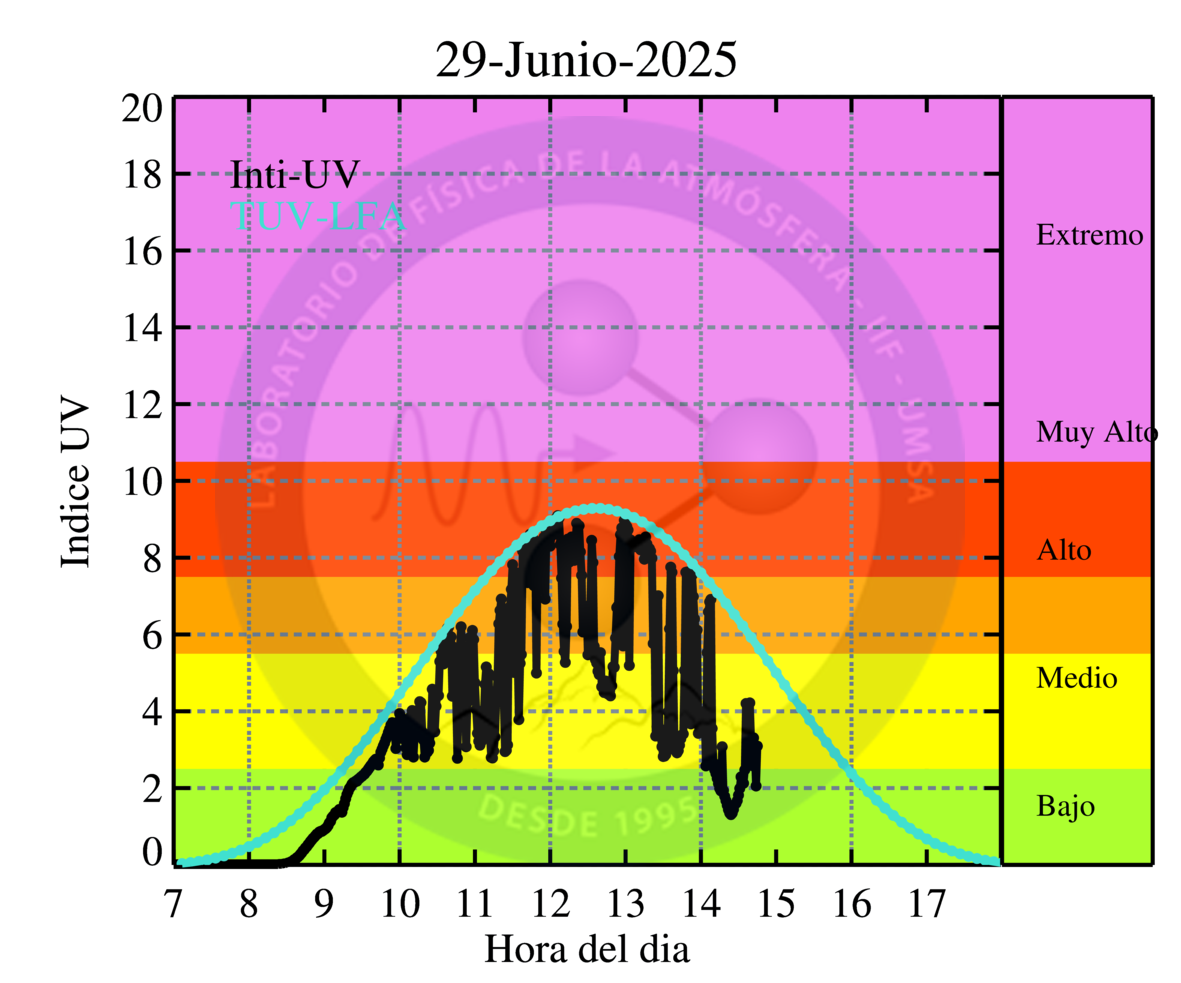 29-Junio-2025
Inti-UV
TUV-LFA
LABORATORIO DE FÍSICA DE LA ATMÓSFERA - IIF - UMSA
DESDE 1995
Indice UV
20
18
16
14
12
10
8
6
4
2
0
Extremo
Muy Alto
Alto
Medio
Bajo
7 8 9 10 11 12 13 14 15 16 17
Hora del dia